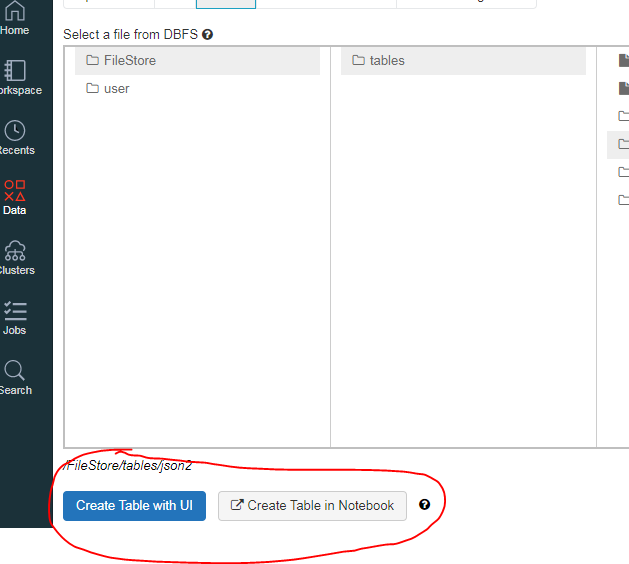 Home
Select a file from DBFS
FileStore
tables
user
orkspace
ecents
Data
Clusters
Jobs
Search
/FileStore/tables/json2
Create Table with UI
Create Table in Notebook